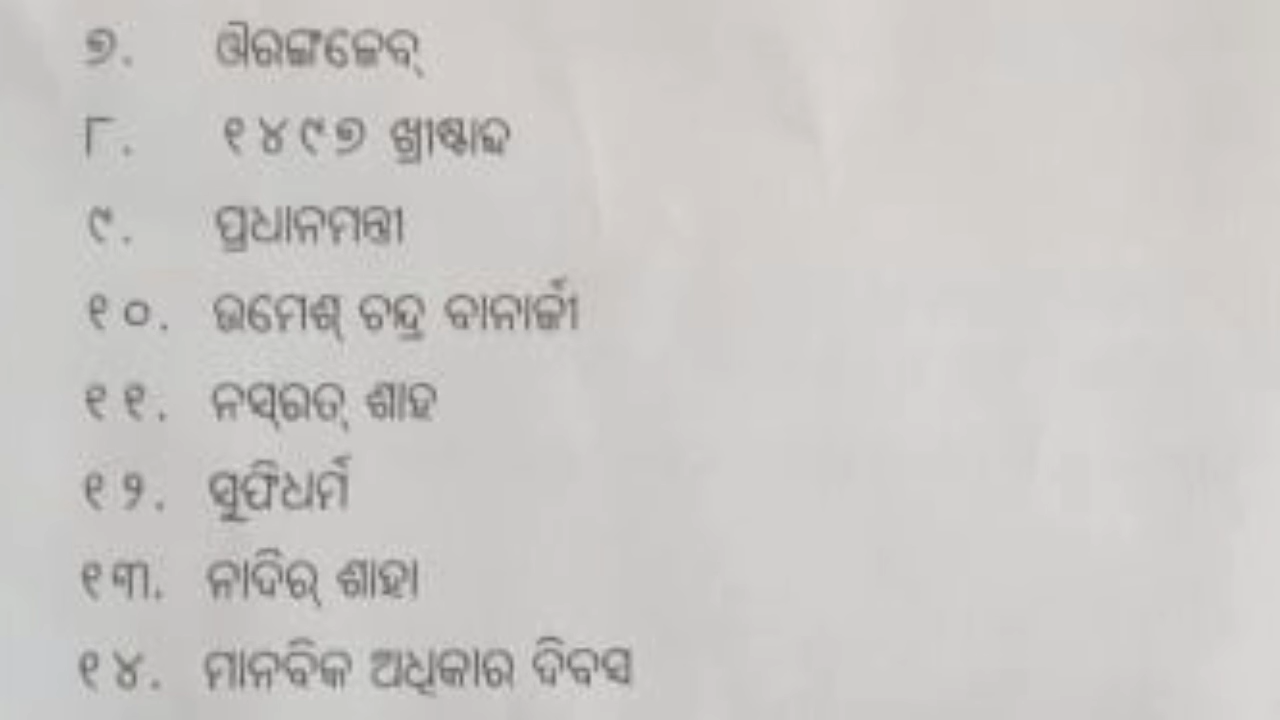 ୭. ଔରଙ୍ଗଜେବ୍
୮. ୧୪୯୭ ଖ୍ରୀଷ୍ଟାବ୍ଦ
୯. ପ୍ରଧାନମନ୍ତ୍ରୀ
୧୦. ଉମେଶ୍ ଚନ୍ଦ୍ର ବାନାର୍ଜୀ
୧୧. ନସ୍‌ରତ୍ ଶାହ
୧୨. ସୁଫିଧର୍ମ
୧୩. ନାଦିର୍ ଶାହା
୧୪. ମାନବିକ ଅଧିକାର ଦିବସ